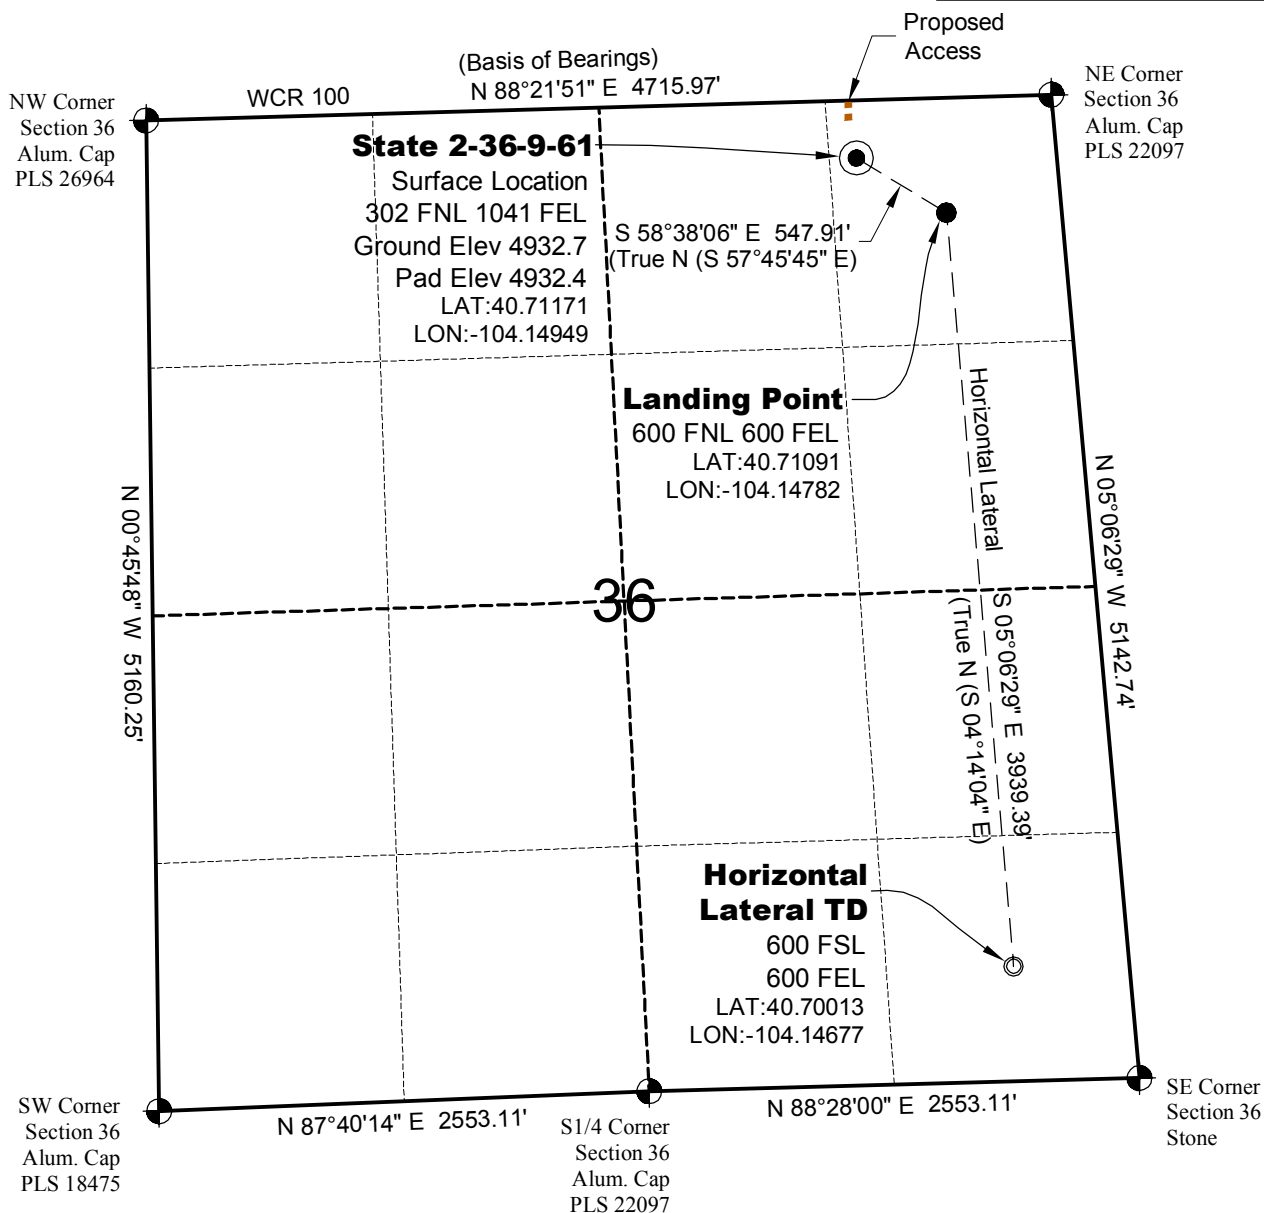 Proposed
Access
(Basis of Bearings)
N 88°21'51" E 4715.97'
WCR 100
NW Corner
Section 36
Alum. Cap
PLS 26964
NE Corner
Section 36
Alum. Cap
PLS 22097
State 2-36-9-61
Surface Location
302 FNL 1041 FEL
Ground Elev 4932.7
Pad Elev 4932.4
LAT:40.71171
LON:-104.14949
S 58°38'06" E 547.91'
(True N (S 57°45'45" E)
Landing Point
600 FNL 600 FEL
LAT:40.71091
LON:-104.14782
Horizontal Lateral
N 05°06'29" W 5142.74'
N 00°45'48" W 5160.25'
36
S 05°06'29" E 3939.39'
(True N (S 04°14'04" E)
Horizontal
Lateral TD
600 FSL
600 FEL
LAT:40.70013
LON:-104.14677
SW Corner
Section 36
Alum. Cap
PLS 18475
N 87°40'14" E 2553.11'
S1/4 Corner
Section 36
Alum. Cap
PLS 22097
N 88°28'00" E 2553.11'
SE Corner
Section 36
Stone